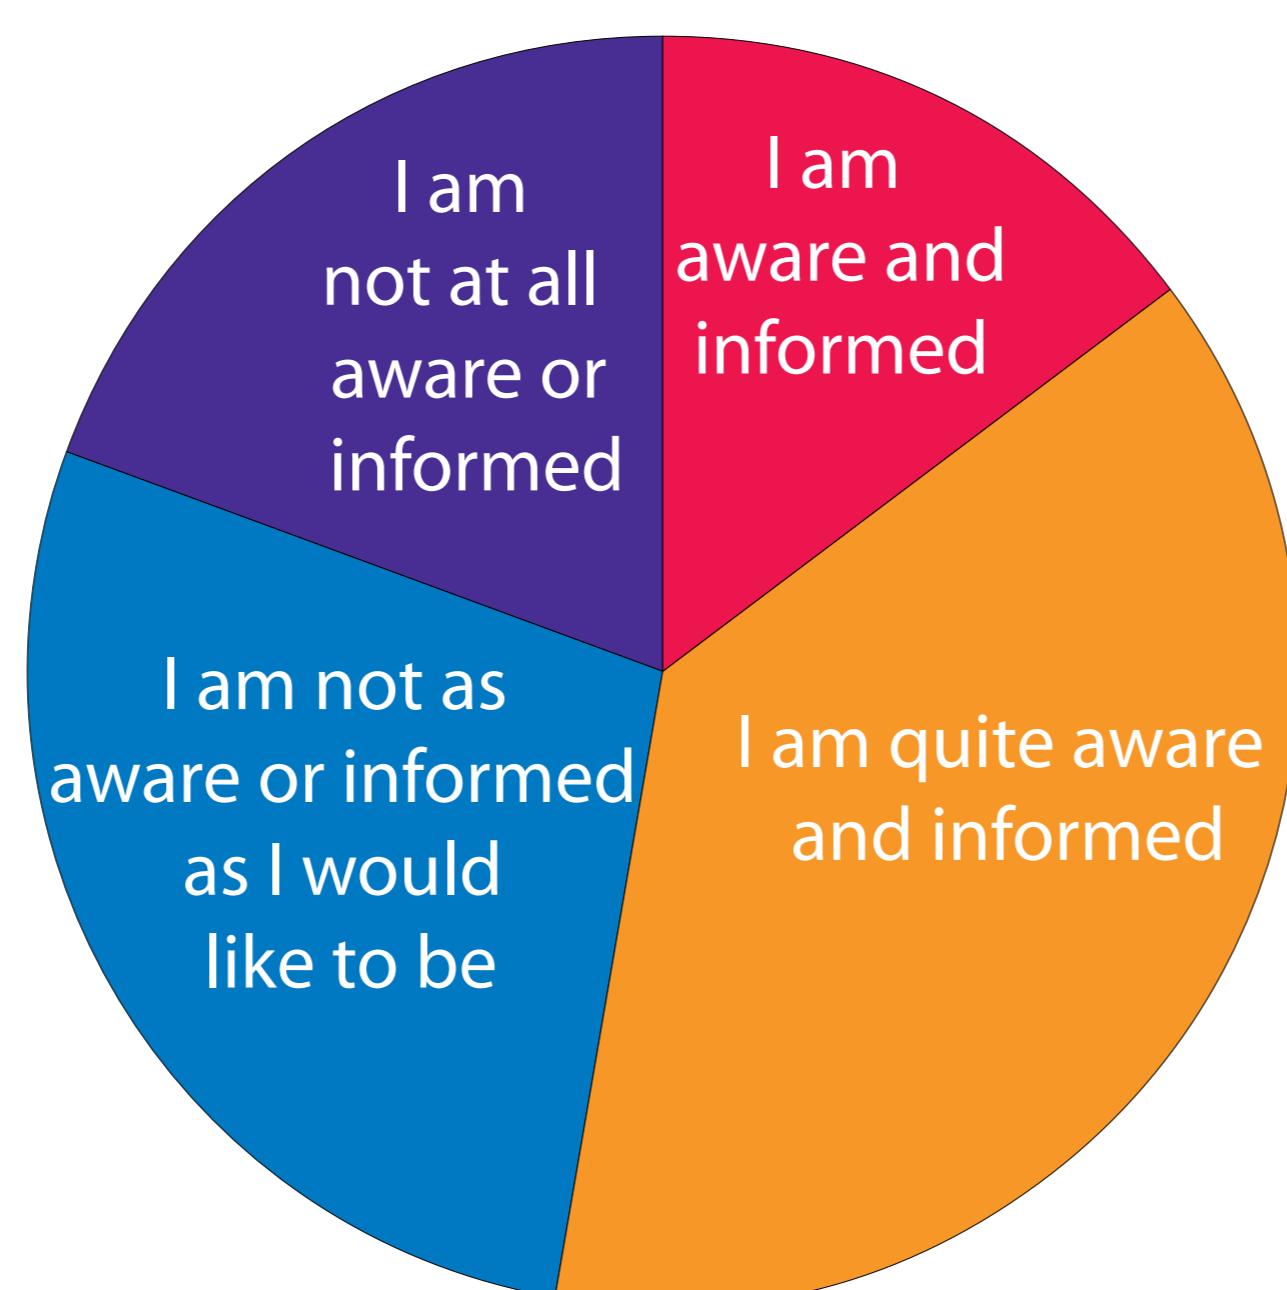 I am
not at all
aware or
informed
I am
aware and
informed
I am not as
aware or informed
as I would
like to be
I am quite aware
and informed